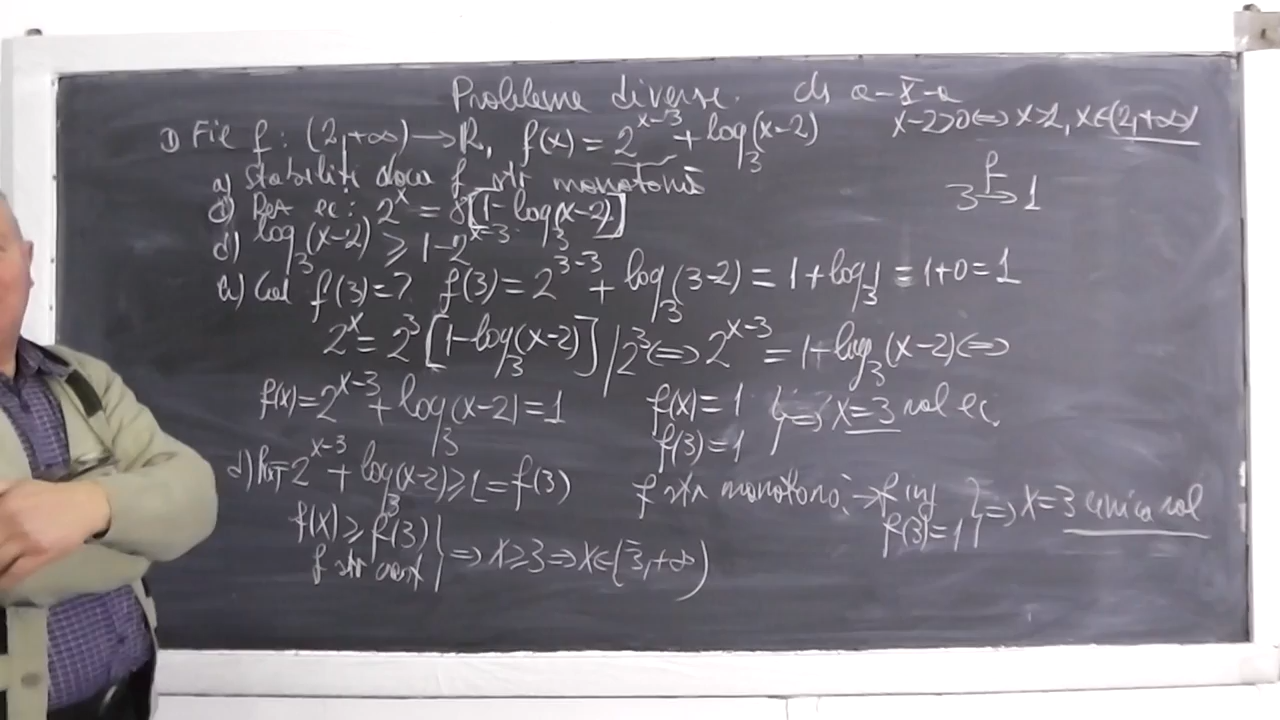 Probleme diverse. cls a-X-a
x-2>0⟺x>2, x∈(2,+∞)
① Fie f: (2,+∞)→R, f(x)=2^{x-3}+log_3(x-2)
3 →^f 1
a) Stabiliti daca f str monotonă
c) Rez ec: 2^x = 8[1-log_3(x-2)]
d) log_3(x-2) ≥ 1-2^{x-3}
b) Cal f(3)=? f(3)=2^{3-3}+log_3(3-2)=1+log_3 1=1+0=1
2^x=2^3[1-log_3(x-2)] /2^3 ⟺ 2^{x-3}=1-log_3(x-2)⟺
f(x)=2^{x-3}+log_3(x-2)=1
f(x)=1
f(3)=1 } ⟹ x=3 sol ec.
d) 2^{x-3}+log_3(x-2)≥1=f(3)
f(x)≥f(3)
f str cresc } ⟹ x≥3 ⟹ x∈[3,+∞)
f str monotonă ⟹ f inj
f(3)=1 } ⟹ x=3 unica sol